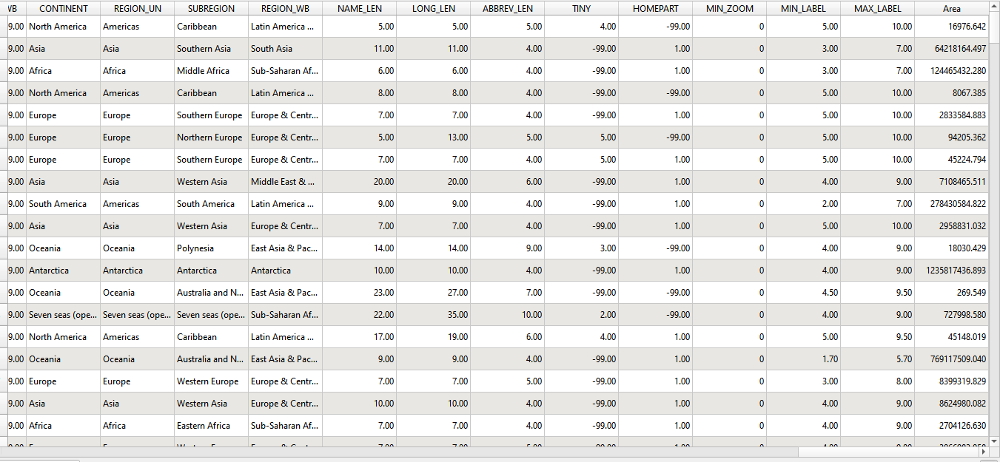 VB CONTINENT REGION_UN SUBREGION REGION_WB NAME_LEN LONG_LEN ABBREV_LEN TINY HOMEPART MIN_ZOOM MIN_LABEL MAX_LABEL Area
9.00 North America Americas Caribbean Latin America ... 5.00 5.00 5.00 4.00 -99.00 0 5.00 10.00 16976.642
9.00 Asia Asia Southern Asia South Asia 11.00 11.00 4.00 -99.00 1.00 0 3.00 7.00 64218164.497
9.00 Africa Africa Middle Africa Sub-Saharan Af... 6.00 6.00 4.00 -99.00 1.00 0 3.00 7.00 124465432.280
9.00 North America Americas Caribbean Latin America ... 8.00 8.00 4.00 -99.00 -99.00 0 5.00 10.00 8067.385
9.00 Europe Europe Southern Europe Europe & Centr... 7.00 7.00 4.00 -99.00 1.00 0 5.00 10.00 2833584.883
9.00 Europe Europe Northern Europe Europe & Centr... 5.00 13.00 5.00 5.00 -99.00 0 5.00 10.00 94205.362
9.00 Europe Europe Southern Europe Europe & Centr... 7.00 7.00 4.00 5.00 1.00 0 5.00 10.00 45224.794
9.00 Asia Asia Western Asia Middle East & ... 20.00 20.00 6.00 -99.00 1.00 0 4.00 9.00 7108465.511
9.00 South America Americas South America Latin America ... 9.00 9.00 4.00 -99.00 1.00 0 2.00 7.00 278430584.822
9.00 Asia Asia Western Asia Europe & Centr... 7.00 7.00 4.00 -99.00 1.00 0 5.00 10.00 2958831.032
9.00 Oceania Oceania Polynesia East Asia & Pac... 14.00 14.00 9.00 3.00 -99.00 0 4.00 9.00 18030.429
9.00 Antarctica Antarctica Antarctica Antarctica 10.00 10.00 4.00 -99.00 1.00 0 4.00 9.00 1235817436.893
9.00 Oceania Oceania Australia and N... East Asia & Pac... 23.00 27.00 7.00 -99.00 -99.00 0 4.50 9.50 269.549
9.00 Seven seas (ope... Seven seas (ope... Seven seas (ope... Sub-Saharan Af... 22.00 35.00 10.00 2.00 -99.00 0 4.00 9.00 727998.580
9.00 North America Americas Caribbean Latin America ... 17.00 19.00 6.00 4.00 1.00 0 5.00 9.50 45148.019
9.00 Oceania Oceania Australia and N... East Asia & Pac... 9.00 9.00 4.00 -99.00 1.00 0 1.70 5.70 769117509.040
9.00 Europe Europe Western Europe Europe & Centr... 7.00 7.00 5.00 -99.00 1.00 0 3.00 8.00 8399319.829
9.00 Asia Asia Western Asia Europe & Centr... 10.00 10.00 4.00 -99.00 1.00 0 4.00 9.00 8624980.082
9.00 Africa Africa Eastern Africa Sub-Saharan Af... 7.00 7.00 4.00 -99.00 1.00 0 4.00 9.00 2704126.630